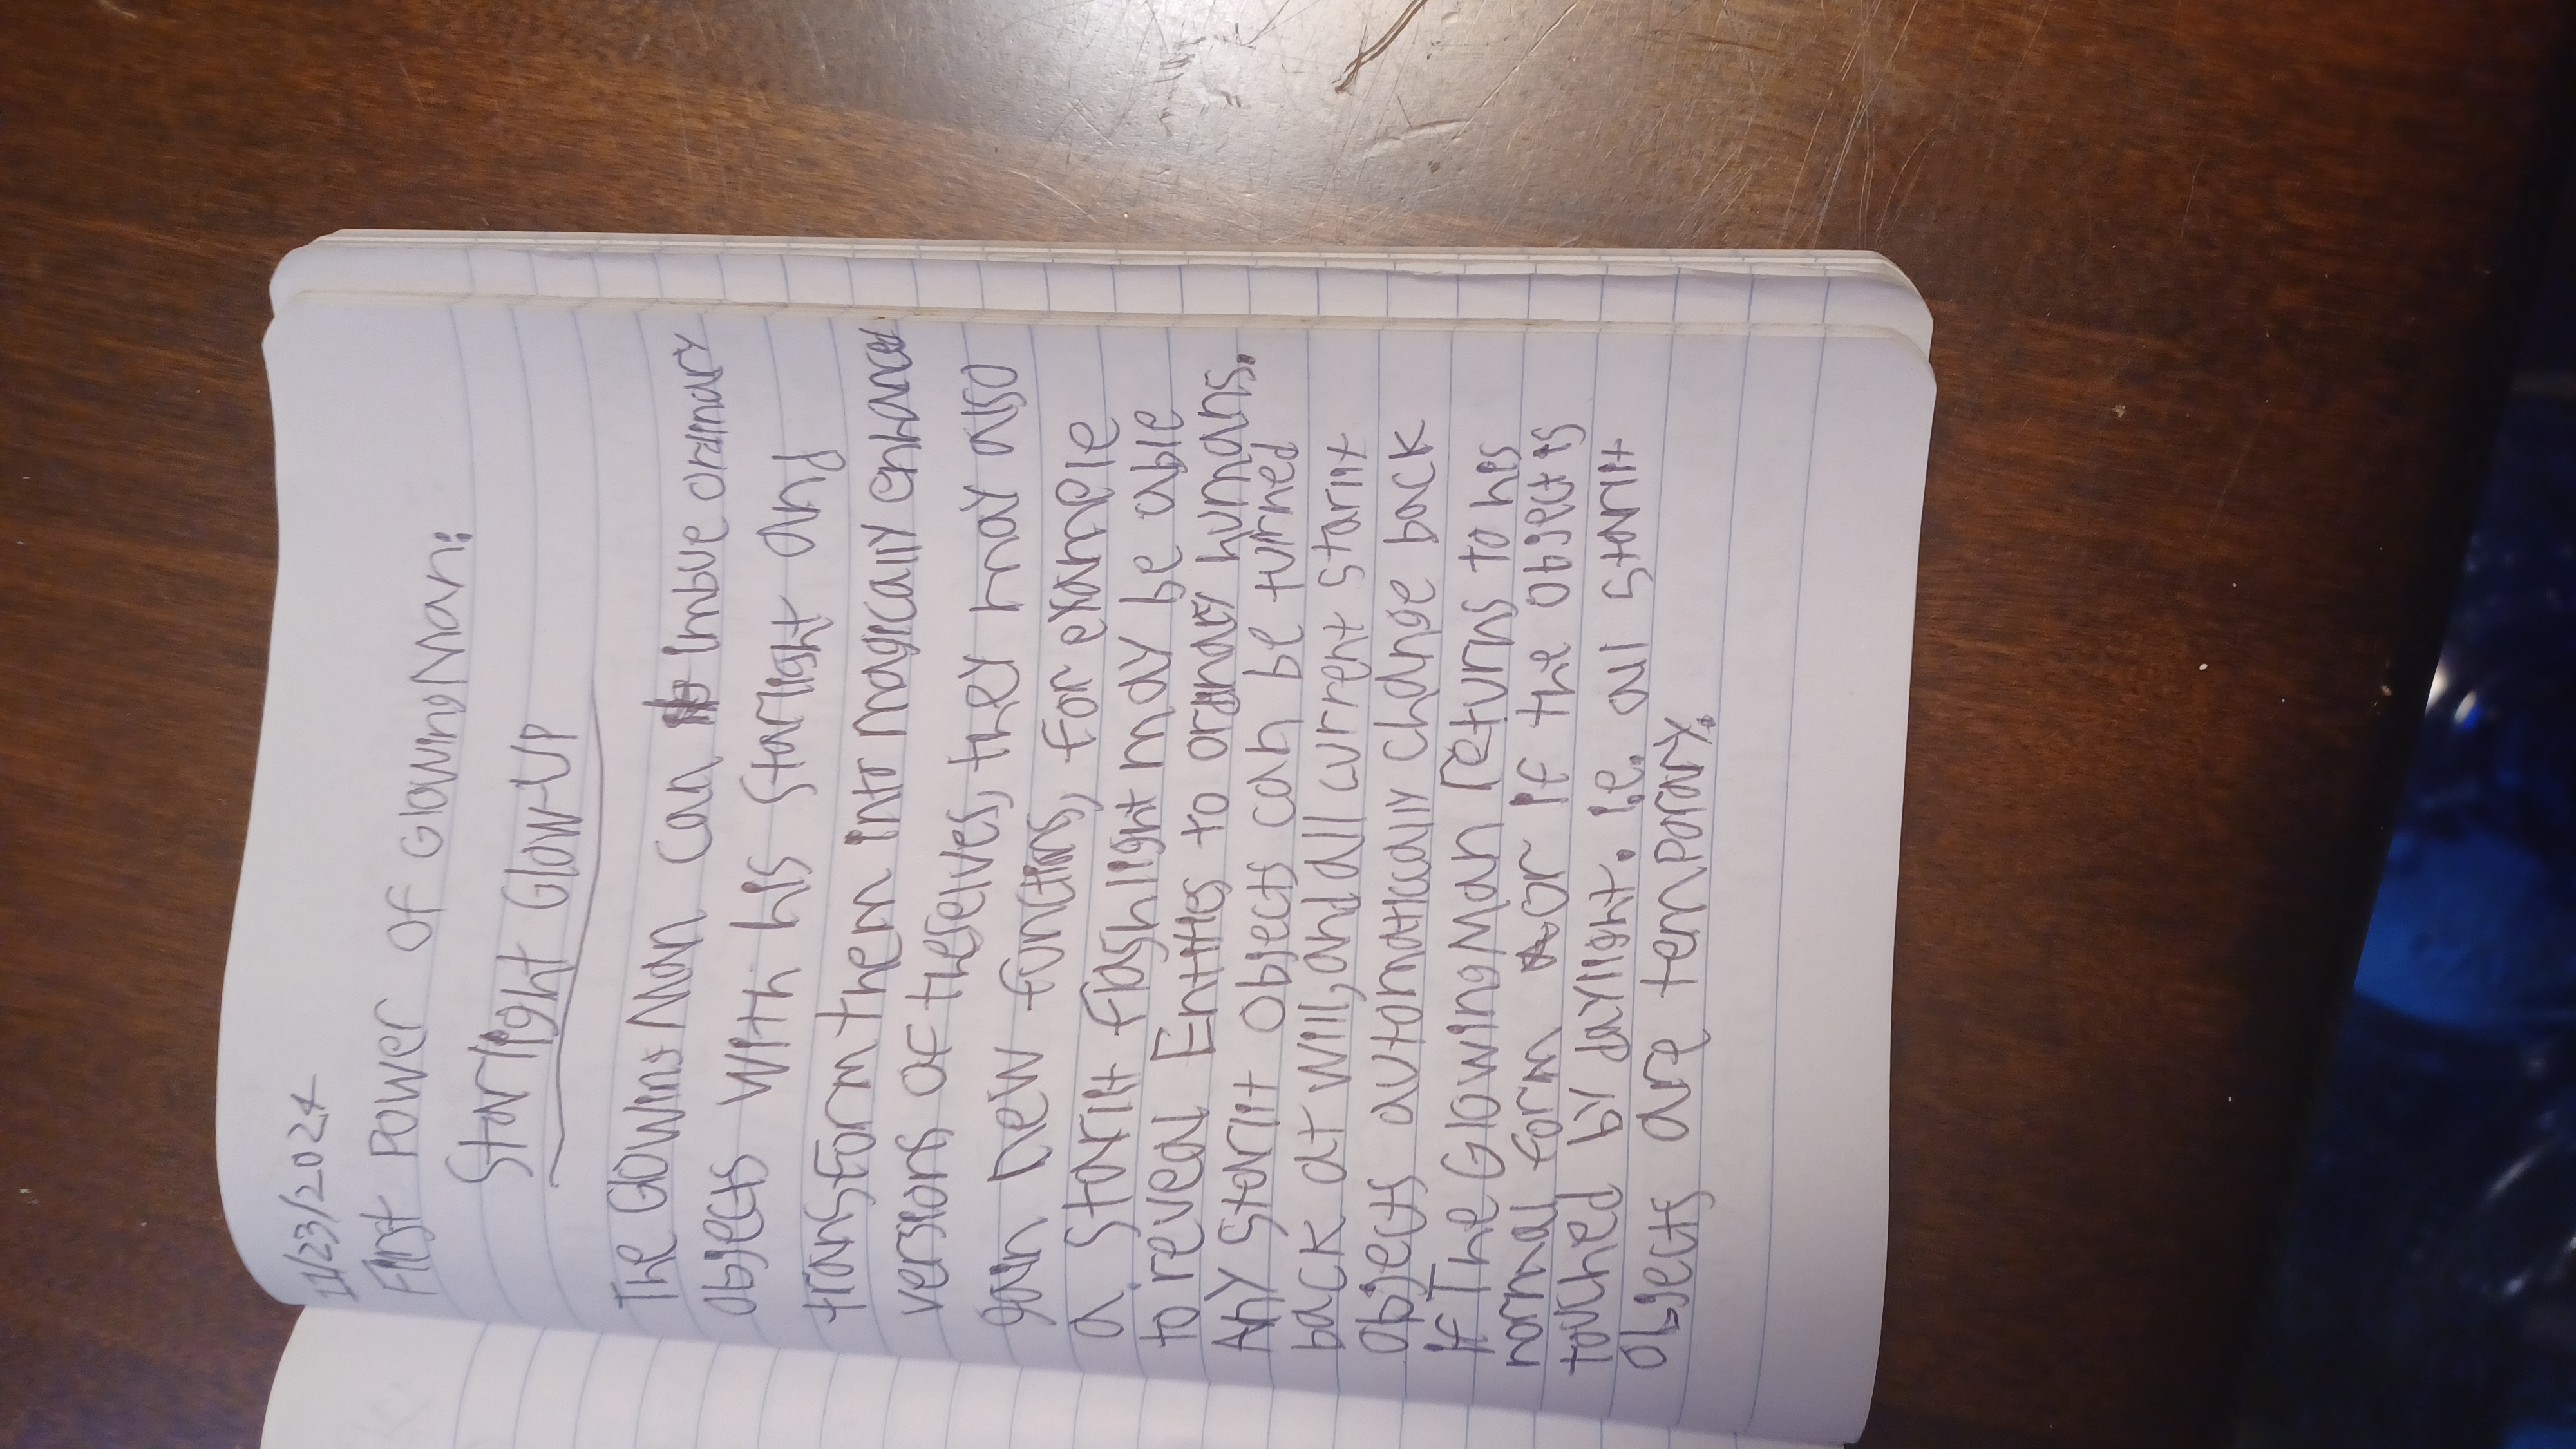 11/23/2024
First Power of GlowingMan:
Starlight Glow-Up
The GlowingMan can imbue ordinary
objects with his starlight and
transform them into magically enhanced
versions of theselves, they may also
gain new functions, for example
a starlit flashlight may be able
to reveal Entities to ordinary humans.
Any starlit objects can be turned
back at will, and all current starlit
objects automatically change back
if The GlowingMan returns to his
normal form or if the object is
touched by daylight. i.e. all starlit
objects are temporary.